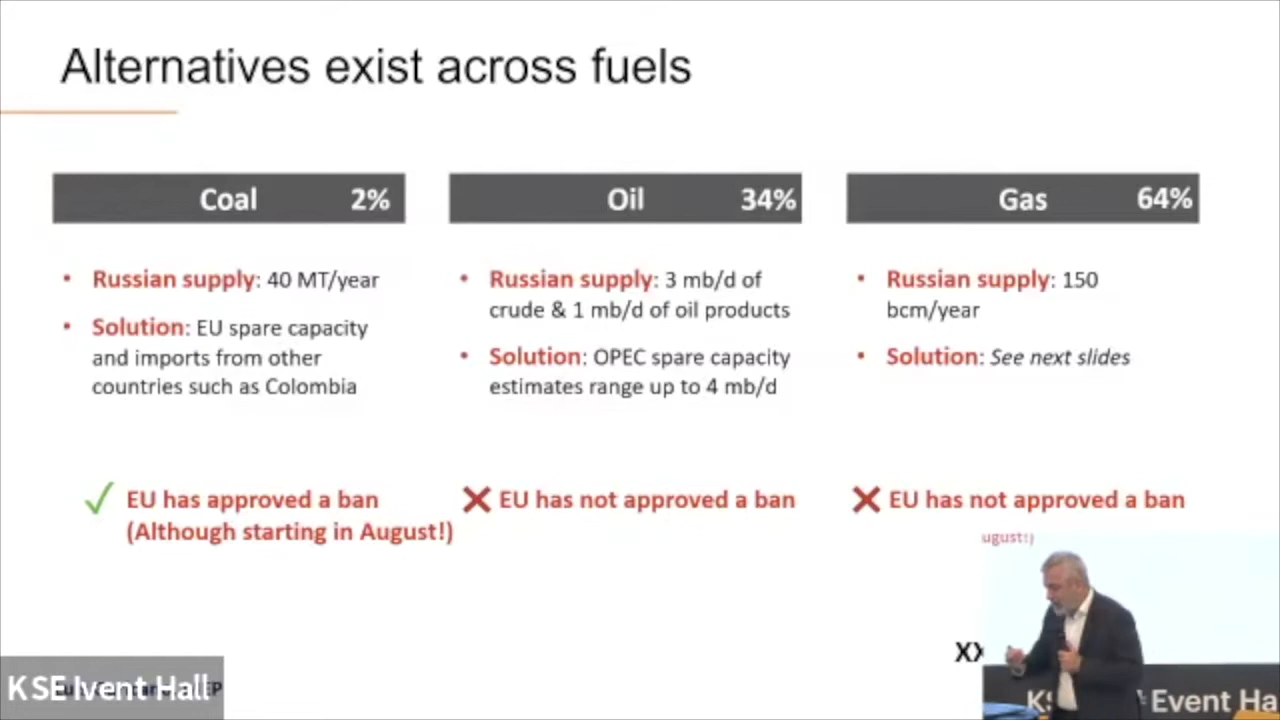 Alternatives exist across fuels
Coal 2%
• Russian supply: 40 MT/year
• Solution: EU spare capacity
and imports from other
countries such as Colombia
✓ EU has approved a ban
(Although starting in August!)
Oil 34%
• Russian supply: 3 mb/d of
crude & 1 mb/d of oil products
• Solution: OPEC spare capacity
estimates range up to 4 mb/d
❌ EU has not approved a ban
Gas 64%
• Russian supply: 150
bcm/year
• Solution: See next slides
❌ EU has not approved a ban
ugust!)
XX
KSE Ivent Hall
Event Ha